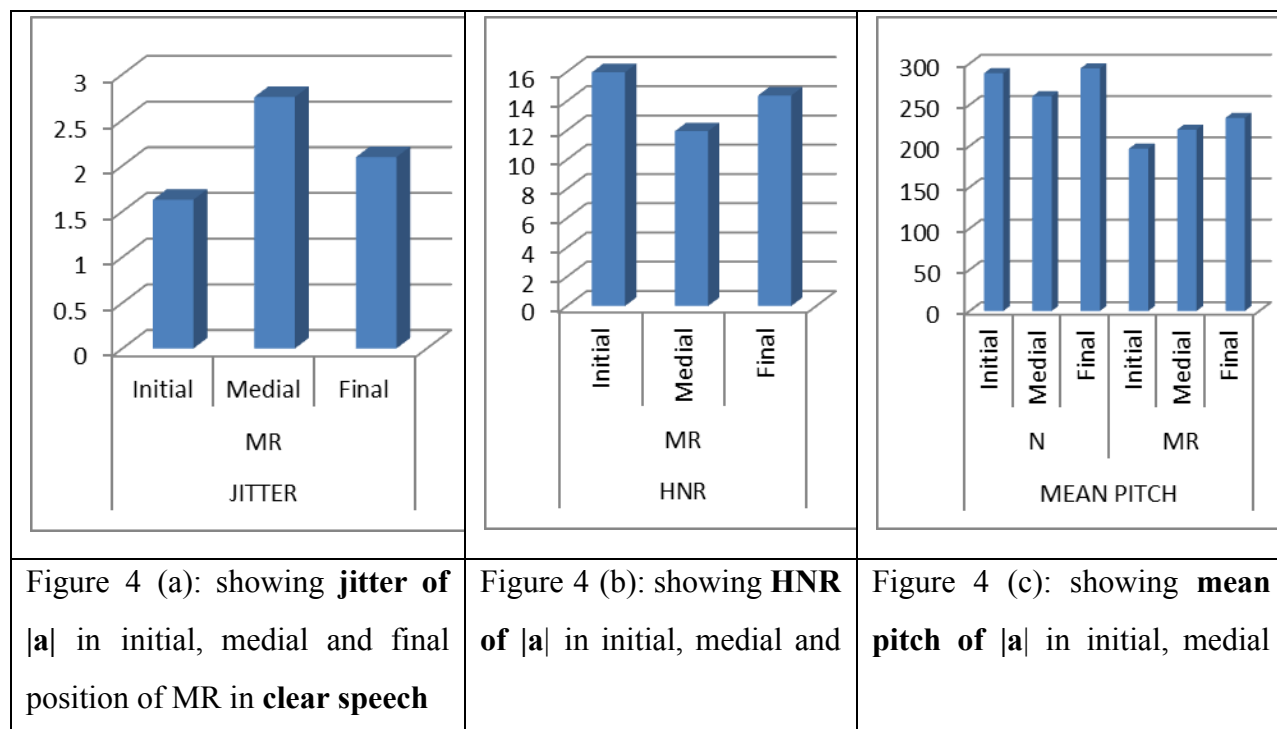 3
2.5
2
1.5
1
0.5
0
Initial Medial Final
MR
JITTER
16
14
12
10
8
6
4
2
0
Initial Medial Final
MR
HNR
300
250
200
150
100
50
0
Initial Medial Final Initial Medial Final
N MR
MEAN PITCH
Figure 4 (a): showing jitter of
|a| in initial, medial and final
position of MR in clear speech
Figure 4 (b): showing HNR
of |a| in initial, medial and
Figure 4 (c): showing mean
pitch of |a| in initial, medial